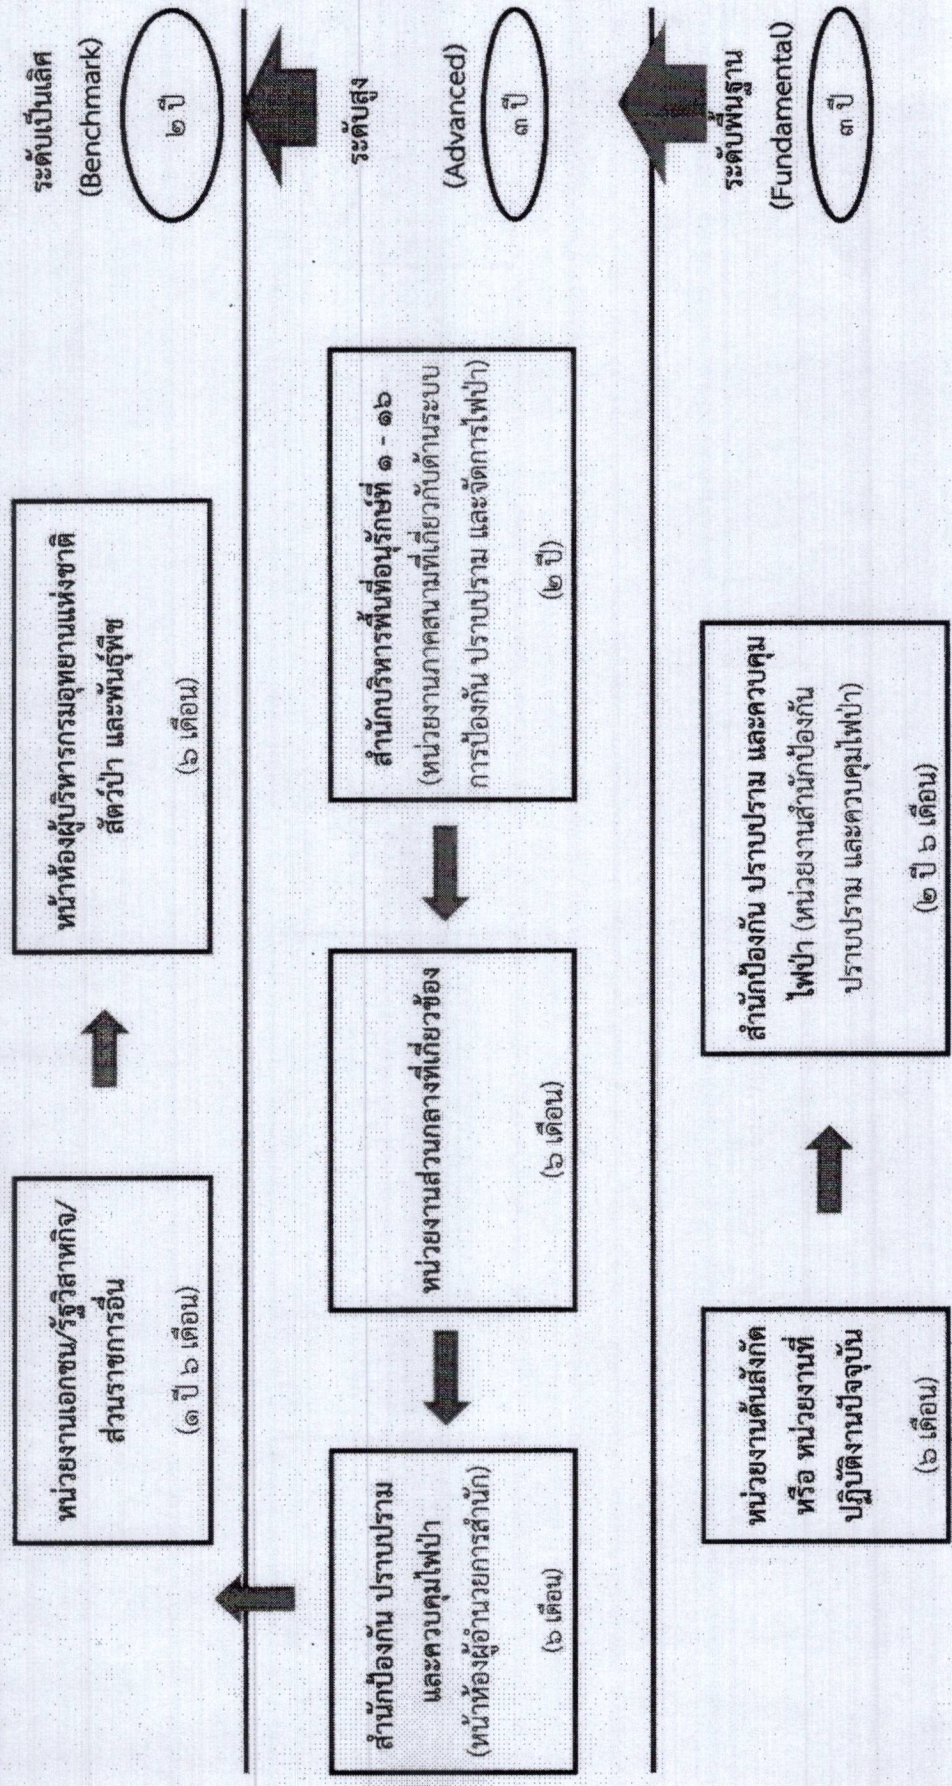 หน่วยงานเอกชน/รัฐวิสาหกิจ/
ส่วนราชการอื่น
(๑ ปี ๖ เดือน)
หน้าห้องผู้บริหารกรมอุทยานแห่งชาติ
สัตว์ป่า และพันธุ์พืช
(๖ เดือน)
ระดับเป็นเลิศ
(Benchmark)
๒ ปี
สำนักป้องกัน ปราบปราม
และควบคุมไฟป่า
(หน้าห้องผู้อำนวยการสำนัก)
(๖ เดือน)
หน่วยงานส่วนกลางที่เกี่ยวข้อง
(๖ เดือน)
สำนักบริหารพื้นที่อนุรักษ์ที่ ๑ - ๑๖
(หน่วยงานภาคสนามที่เกี่ยวกับด้านระบบ
การป้องกัน ปราบปราม และจัดการไฟป่า)
(๒ ปี)
ระดับสูง
(Advanced)
๓ ปี
หน่วยงานต้นสังกัด
หรือ หน่วยงานที่
ปฏิบัติงานปัจจุบัน
(๖ เดือน)
สำนักป้องกัน ปราบปราม และควบคุม
ไฟป่า (หน่วยงานสำนักป้องกัน
ปราบปราม และควบคุมไฟป่า)
(๒ ปี ๖ เดือน)
ระดับพื้นฐาน
(Fundamental)
๓ ปี